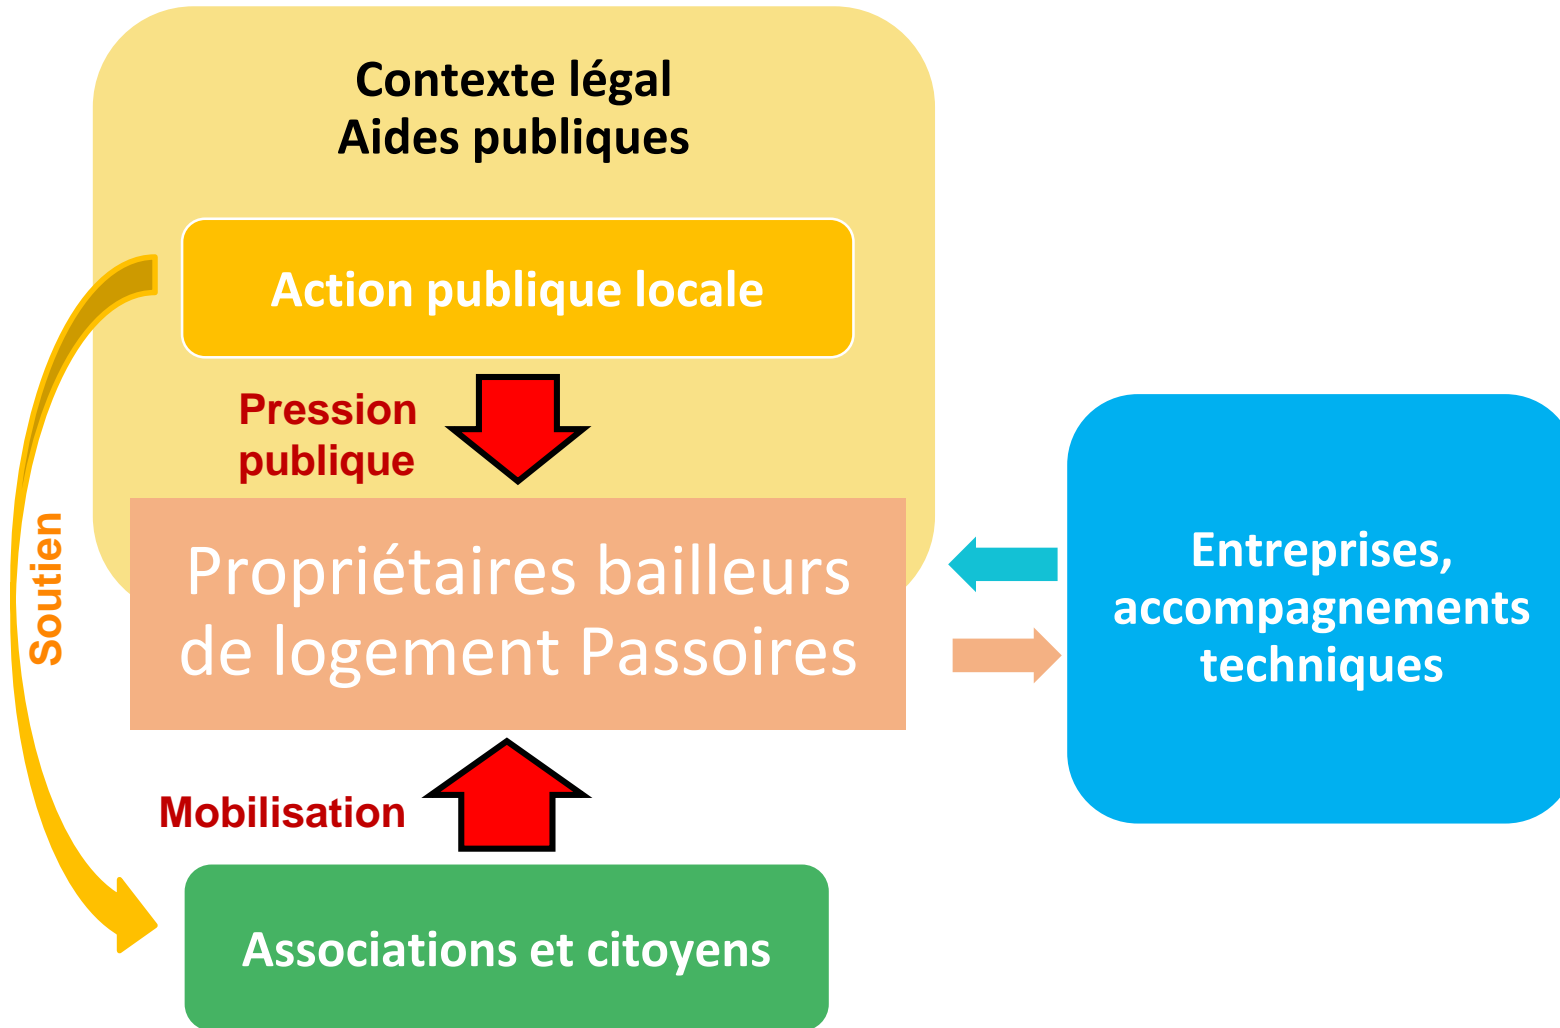 Contexte légal
Aides publiques
Action publique locale
Pression
publique
Soutien
Propriétaires bailleurs
de logement Passoires
Entreprises,
accompagnements
techniques
Mobilisation
Associations et citoyens